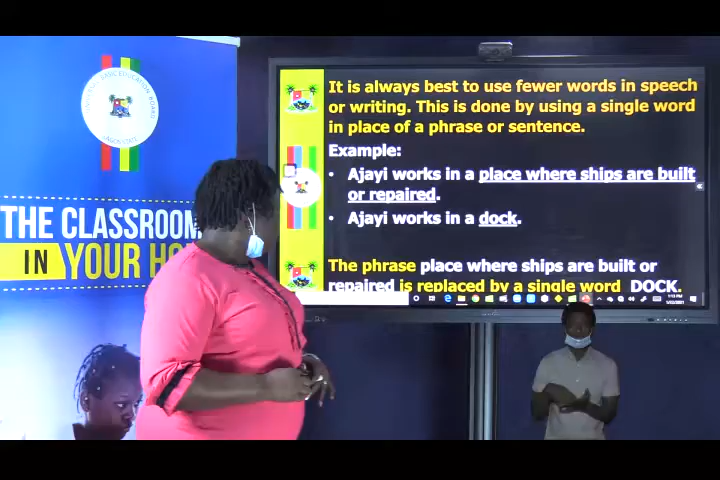 THE CLASSROOM
IN YOUR HO
It is always best to use fewer words in speech
or writing. This is done by using a single word
in place of a phrase or sentence.
Example:
• Ajayi works in a place where ships are built
or repaired.
• Ajayi works in a dock.
The phrase place where ships are built or
repaired is replaced by a single word DOCK.